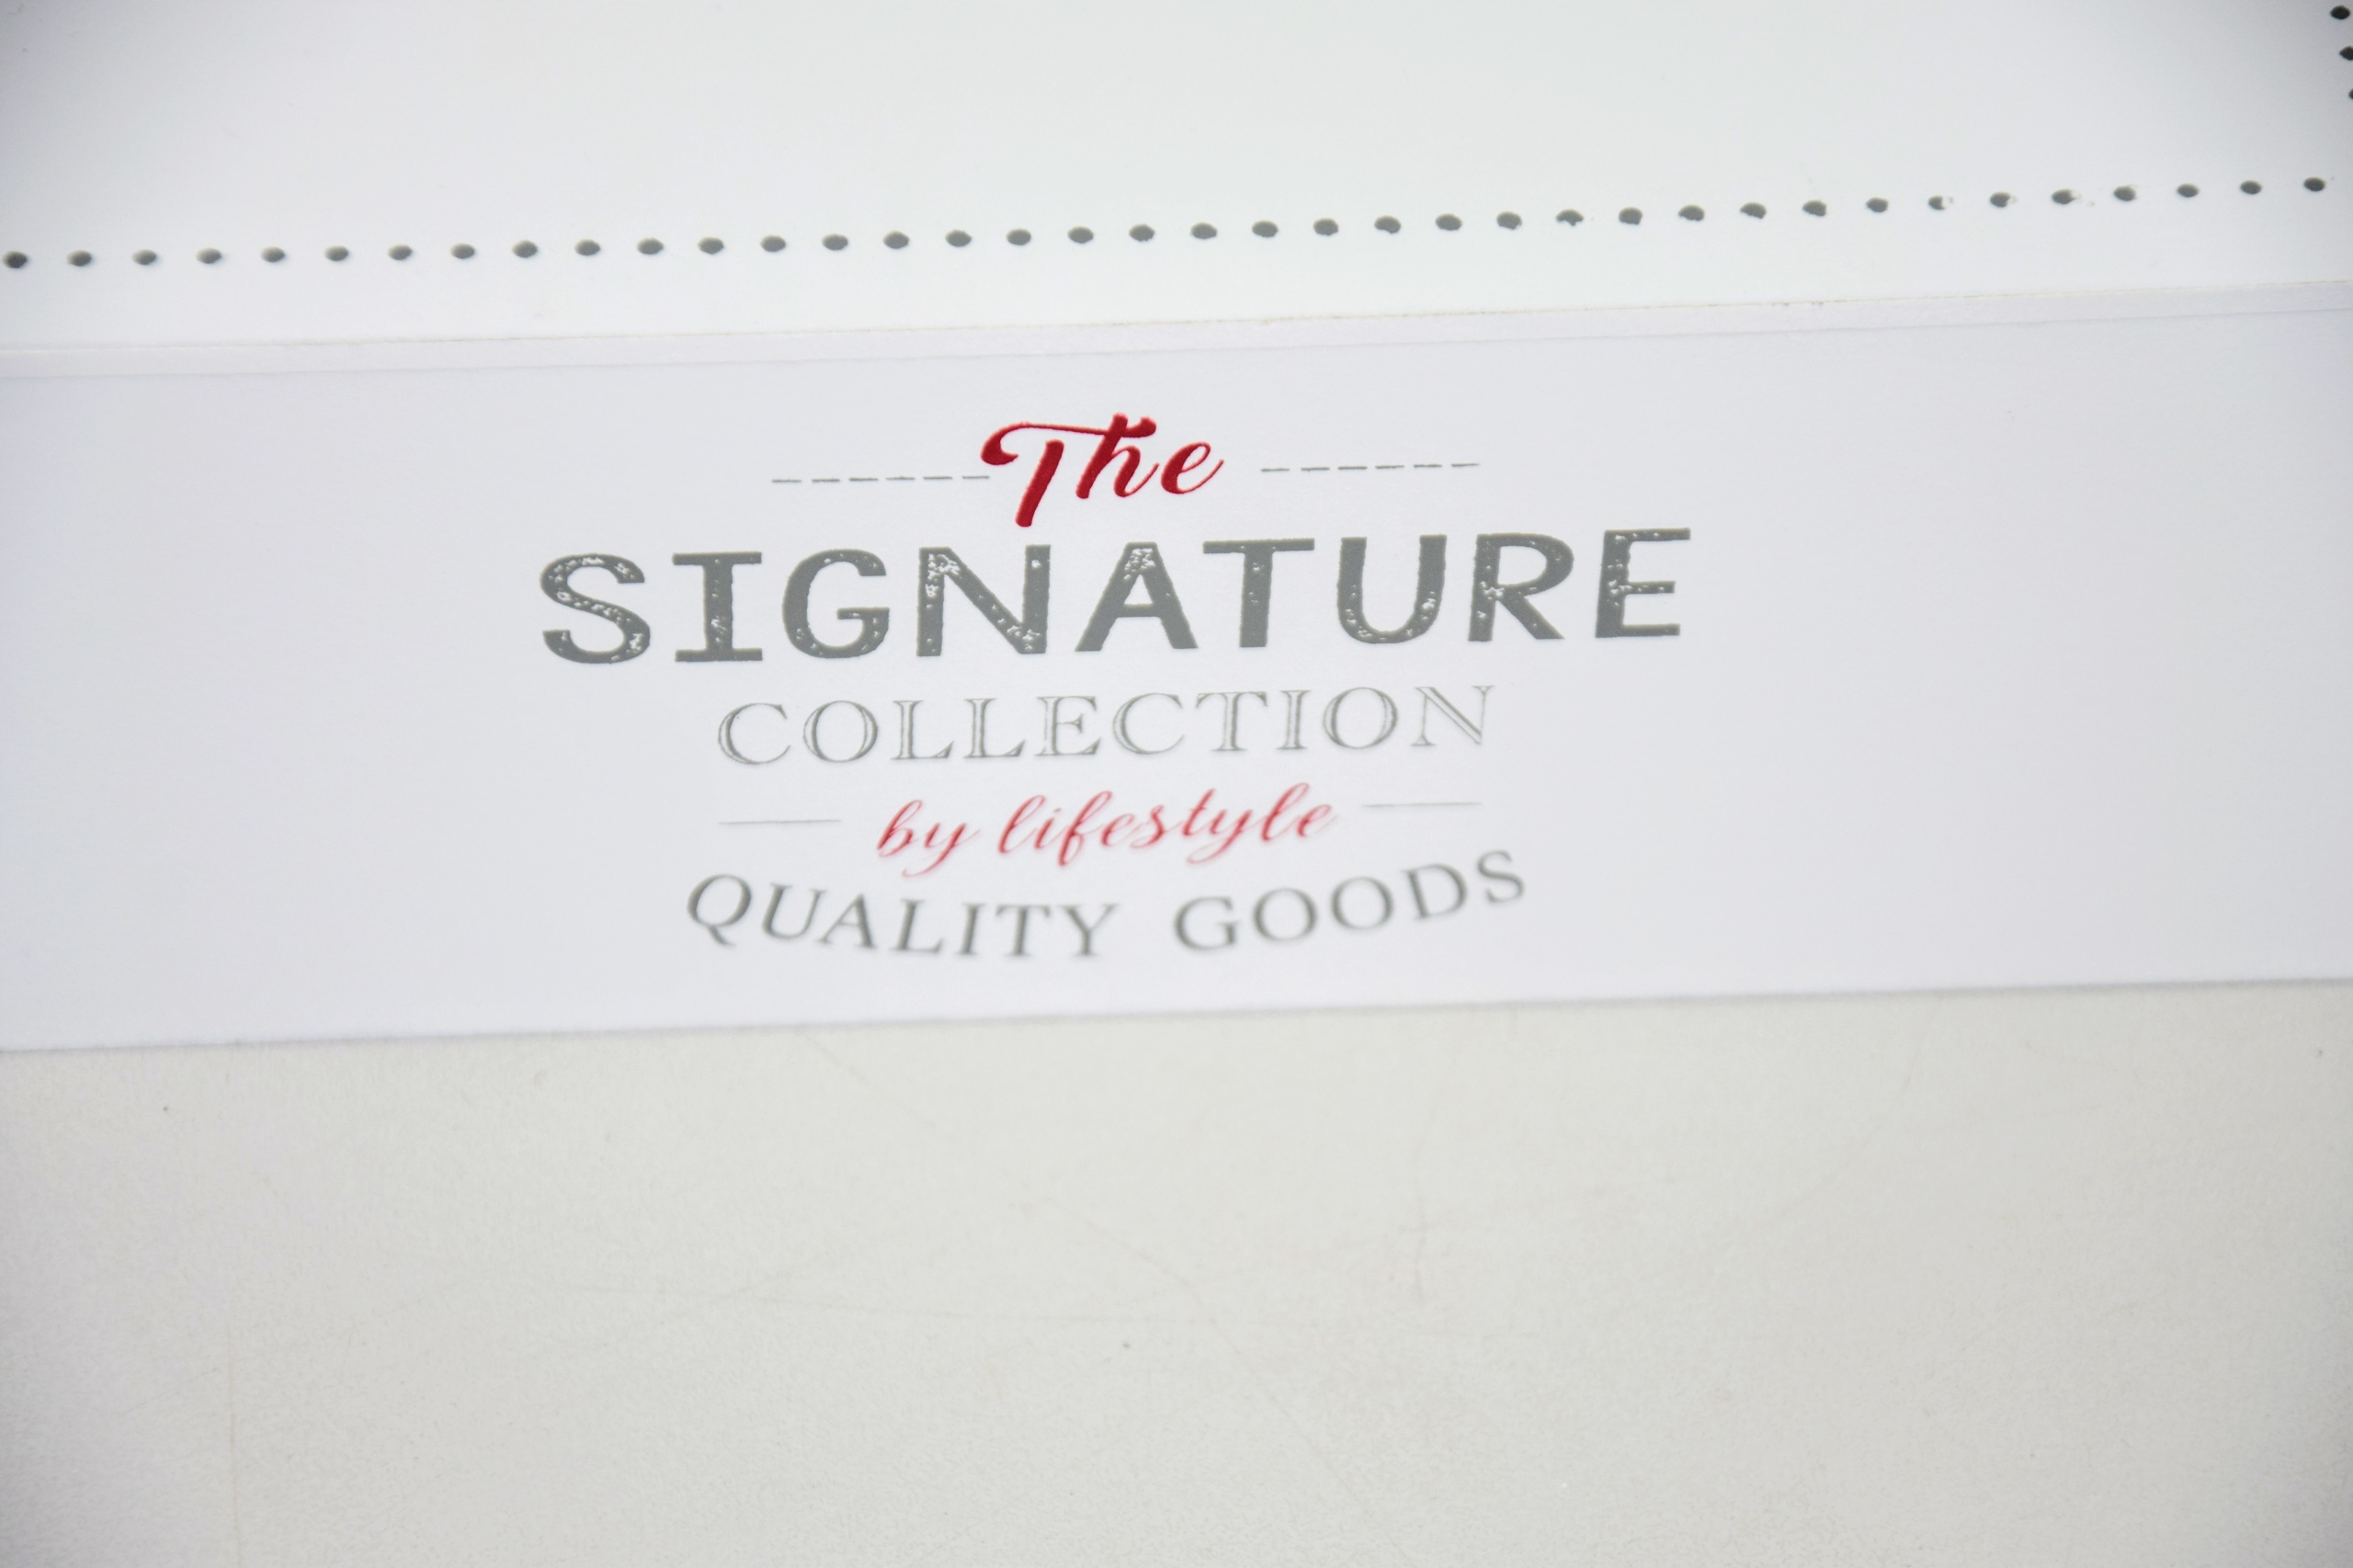 The
SIGNATURE
COLLECTION
by lifestyle
QUALITY GOODS